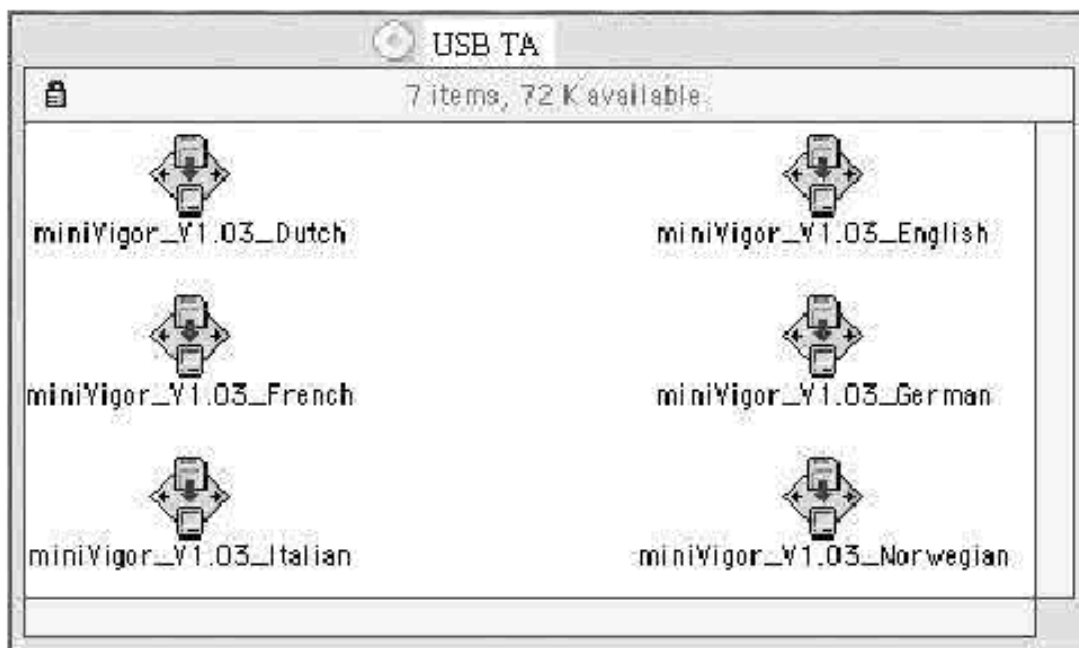 USB TA
7 items, 72 K available
miniVigor_V1.03_Dutch
miniVigor_V1.03_English
miniVigor_V1.03_French
miniVigor_V1.03_German
miniVigor_V1.03_Italian
miniVigor_V1.03_Norwegian